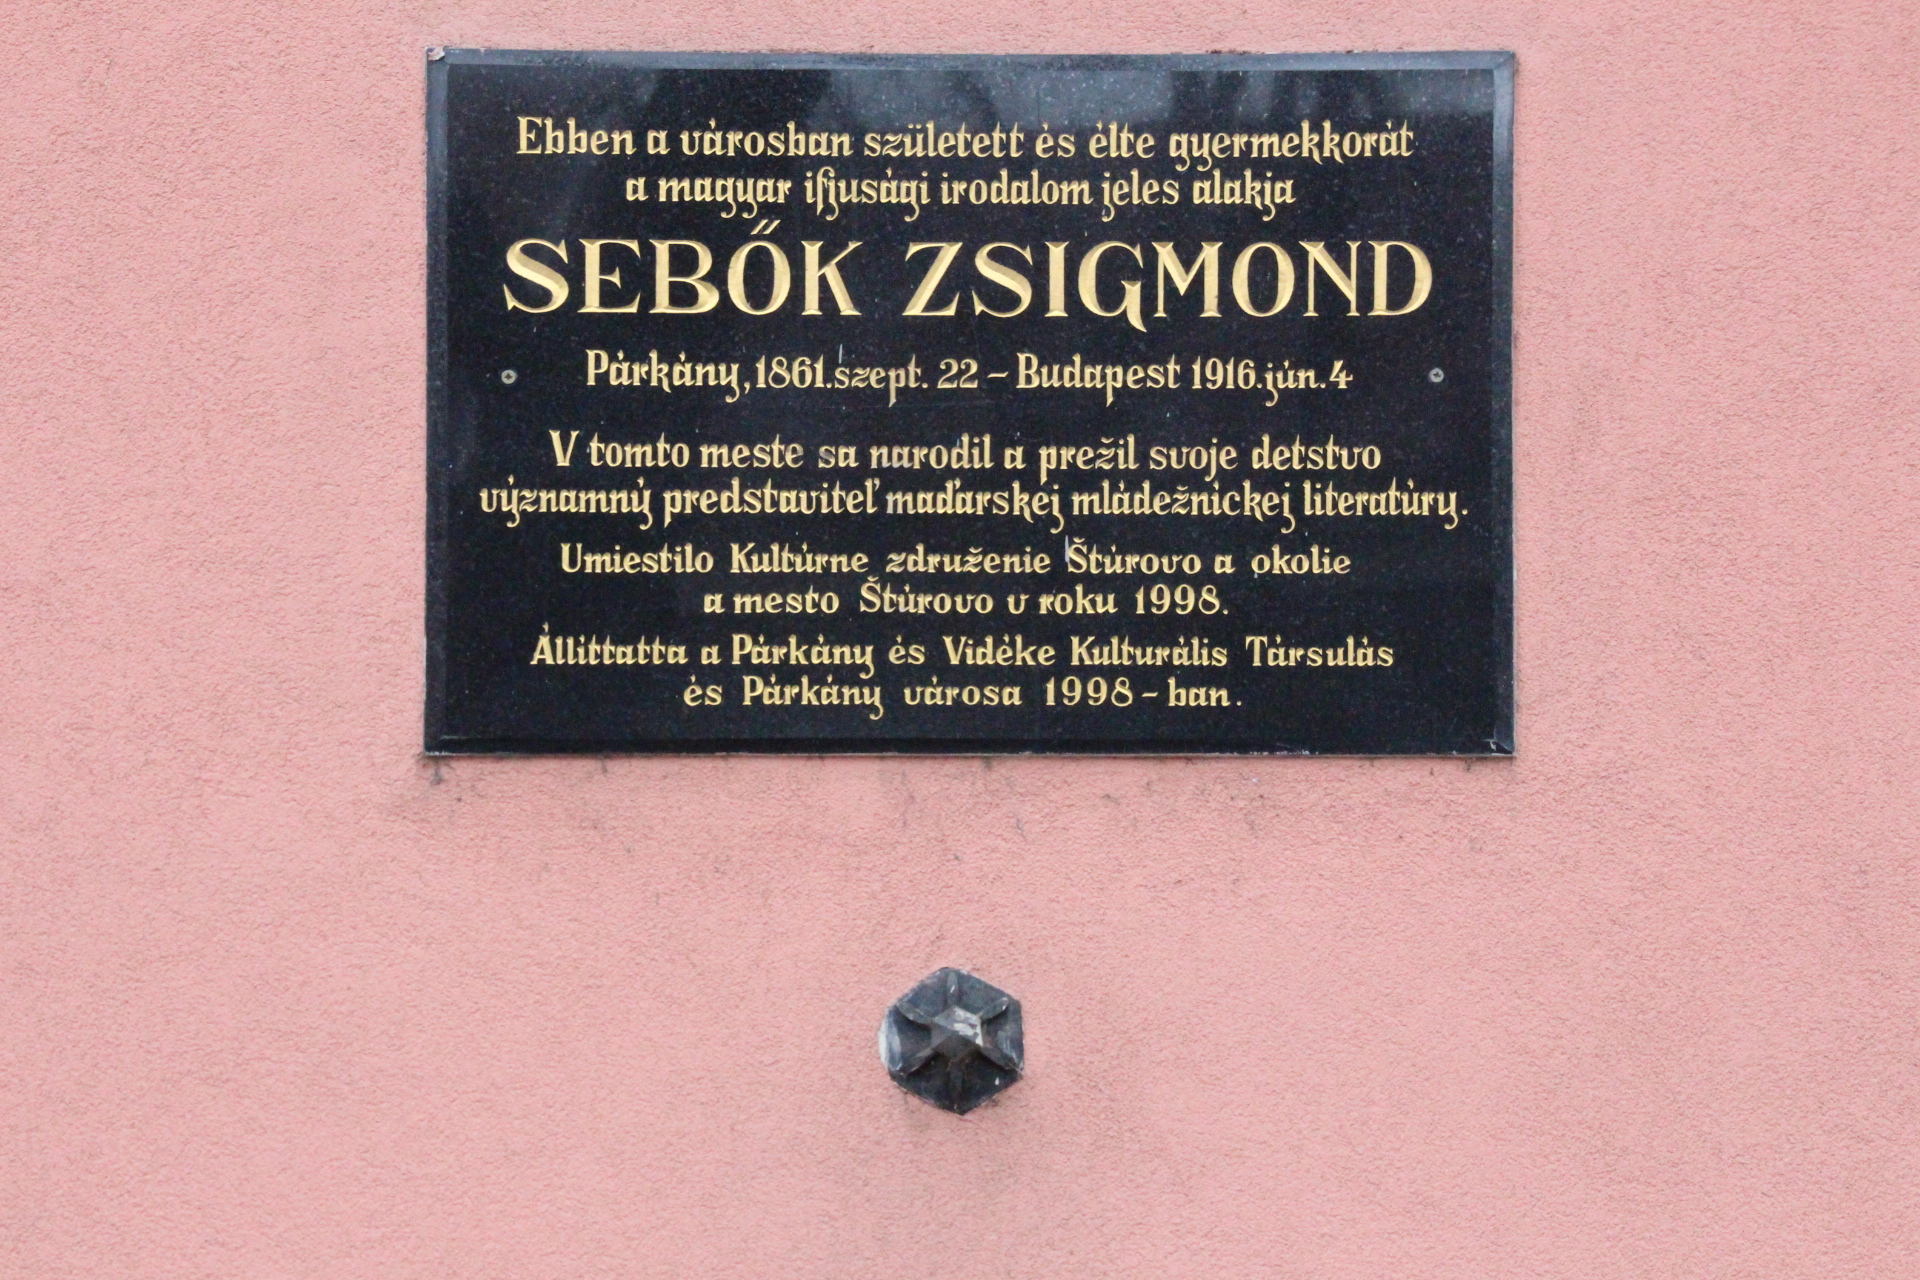 Ebben a városban született és élte gyermekkorát
a magyar ifjusági irodalom jeles alakja
SEBŐK ZSIGMOND
Párkány, 1861. szept. 22 - Budapest 1916. jún. 4
V tomto meste sa narodil a prežil svoje detstvo
významný predstaviteľ maďarskej mládežníckej literatúry.
Umiestilo Kultúrne združenie Štúrovo a okolie
a mesto Štúrovo v roku 1998.
Állíttatta a Párkány és Vidéke Kulturális Társulás
és Párkány városa 1998-ban.